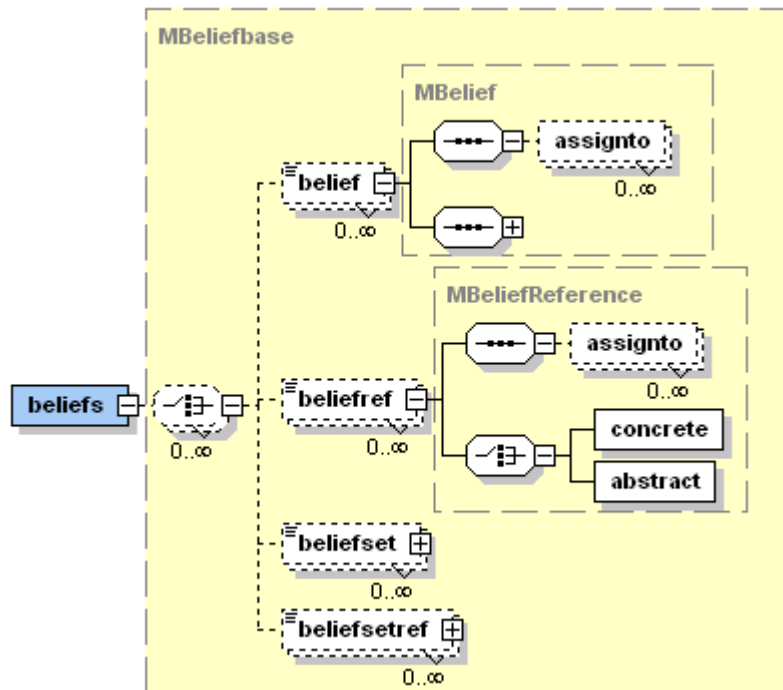 MBeliefbase
MBelief
assignto
0..∞
belief
0..∞
MBeliefReference
assignto
0..∞
beliefref
0..∞
concrete
abstract
beliefs
0..∞
beliefset
0..∞
beliefsetref
0..∞